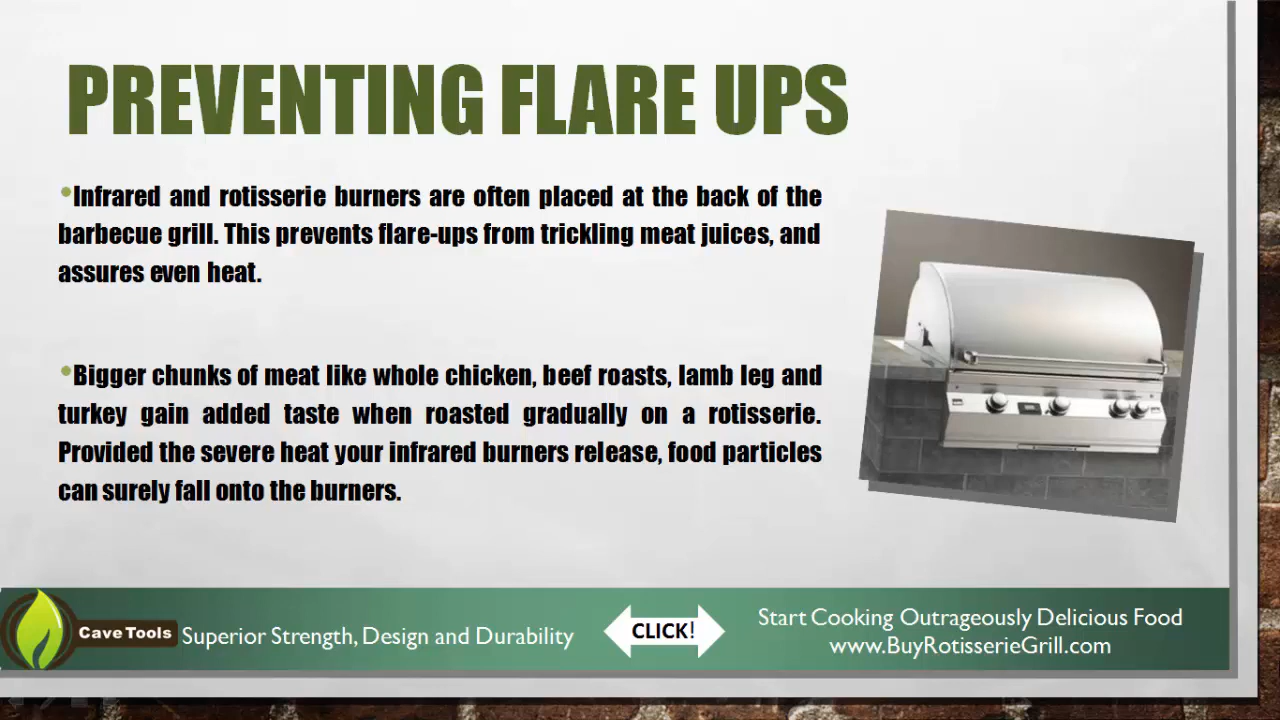 PREVENTING FLARE UPS
•Infrared and rotisserie burners are often placed at the back of the
barbecue grill. This prevents flare-ups from trickling meat juices, and
assures even heat.
•Bigger chunks of meat like whole chicken, beef roasts, lamb leg and
turkey gain added taste when roasted gradually on a rotisserie.
Provided the severe heat your infrared burners release, food particles
can surely fall onto the burners.
Cave Tools
Superior Strength, Design and Durability
CLICK!
Start Cooking Outrageously Delicious Food
www.BuyRotisserieGrill.com